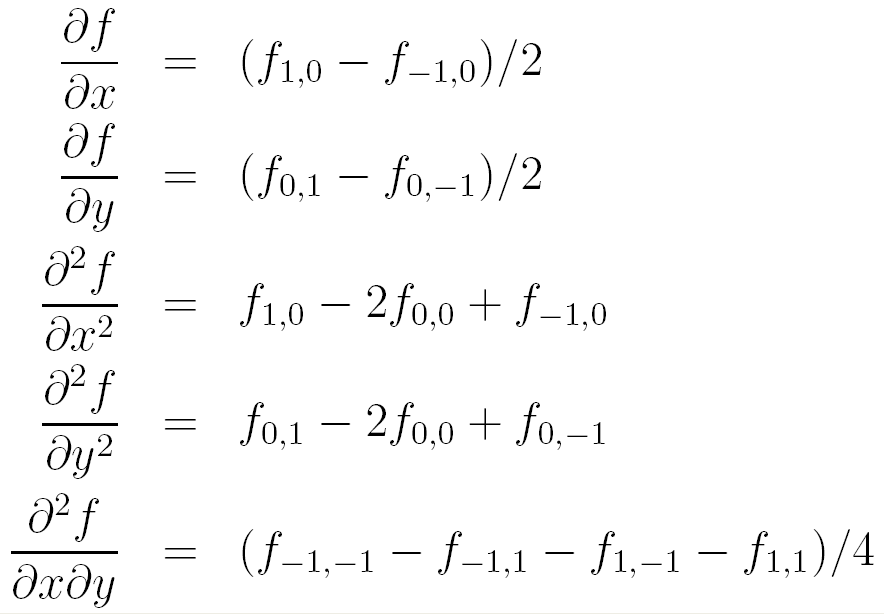 ∂f/∂x = (f_{1,0} − f_{−1,0})/2
∂f/∂y = (f_{0,1} − f_{0,−1})/2
∂²f/∂x² = f_{1,0} − 2f_{0,0} + f_{−1,0}
∂²f/∂y² = f_{0,1} − 2f_{0,0} + f_{0,−1}
∂²f/∂x∂y = (f_{−1,−1} − f_{−1,1} − f_{1,−1} − f_{1,1})/4